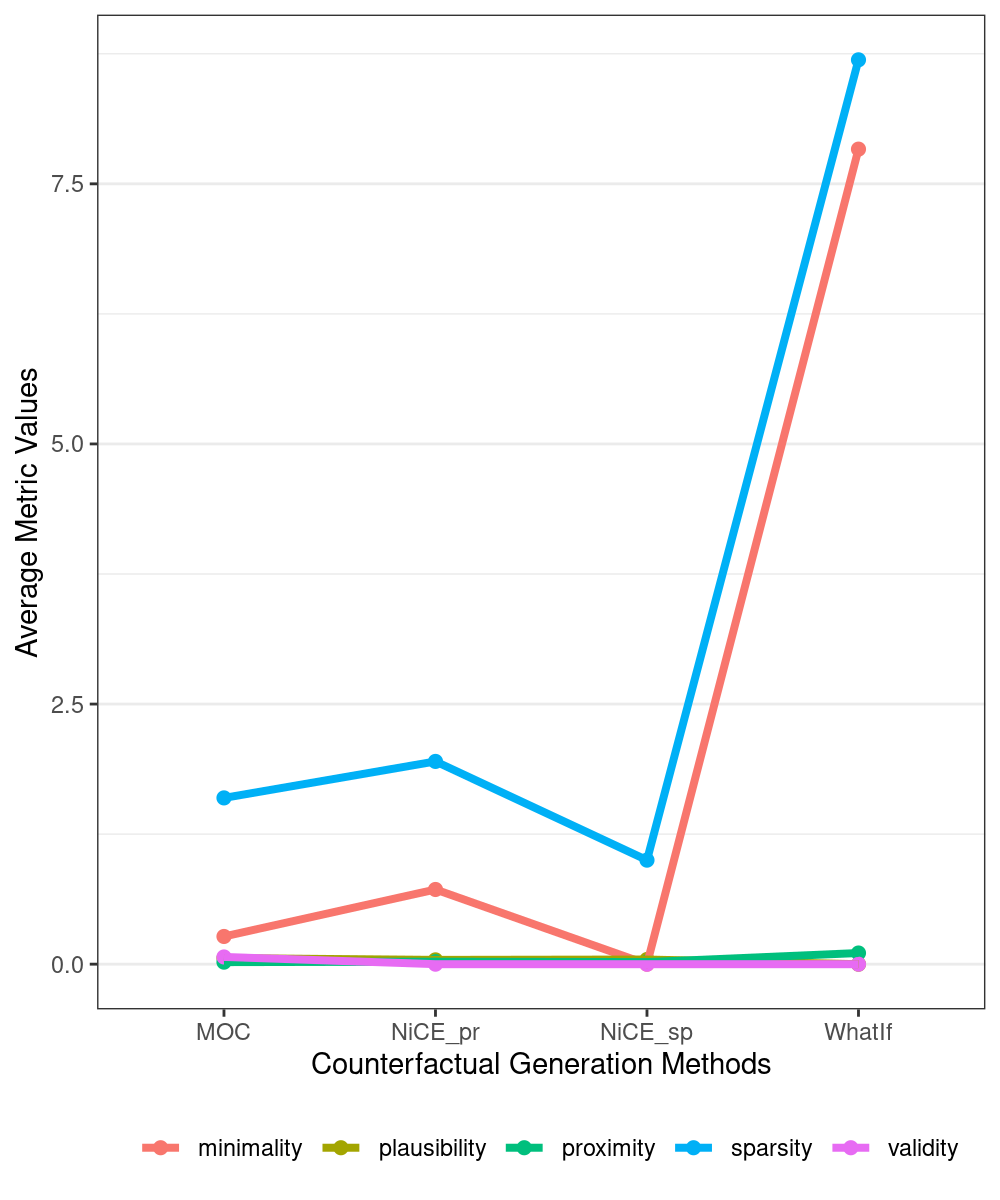 Average Metric Values
7.5
5.0
2.5
0.0
MOC NiCE_pr NiCE_sp WhatIf
Counterfactual Generation Methods
minimality plausibility proximity sparsity validity